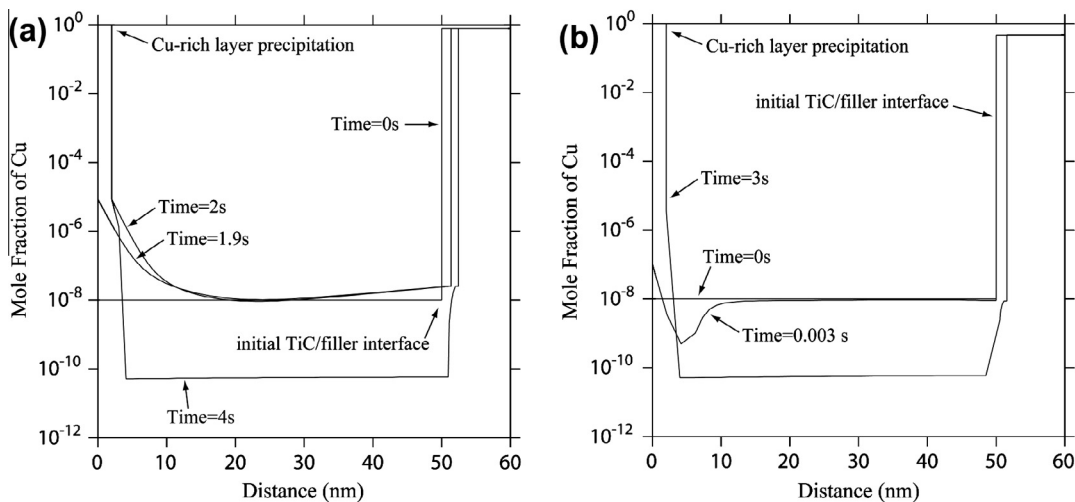 (a)
10^0
10^-2
10^-4
10^-6
10^-8
10^-10
10^-12
Mole Fraction of Cu
Cu-rich layer precipitation
Time=0s
Time=2s
Time=1.9s
initial TiC/filler interface
Time=4s
0 10 20 30 40 50 60
Distance (nm)
(b)
10^0
10^-2
10^-4
10^-6
10^-8
10^-10
10^-12
Mole Fraction of Cu
Cu-rich layer precipitation
initial TiC/filler interface
Time=3s
Time=0s
Time=0.003 s
0 10 20 30 40 50 60
Distance (nm)